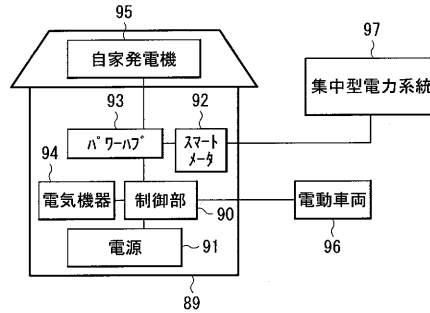 95
自家発電機
97
集中型電力系統
93
92
パワーハブ
スマート
メータ
94
電気機器
制御部
90
電動車両
96
電源
91
89